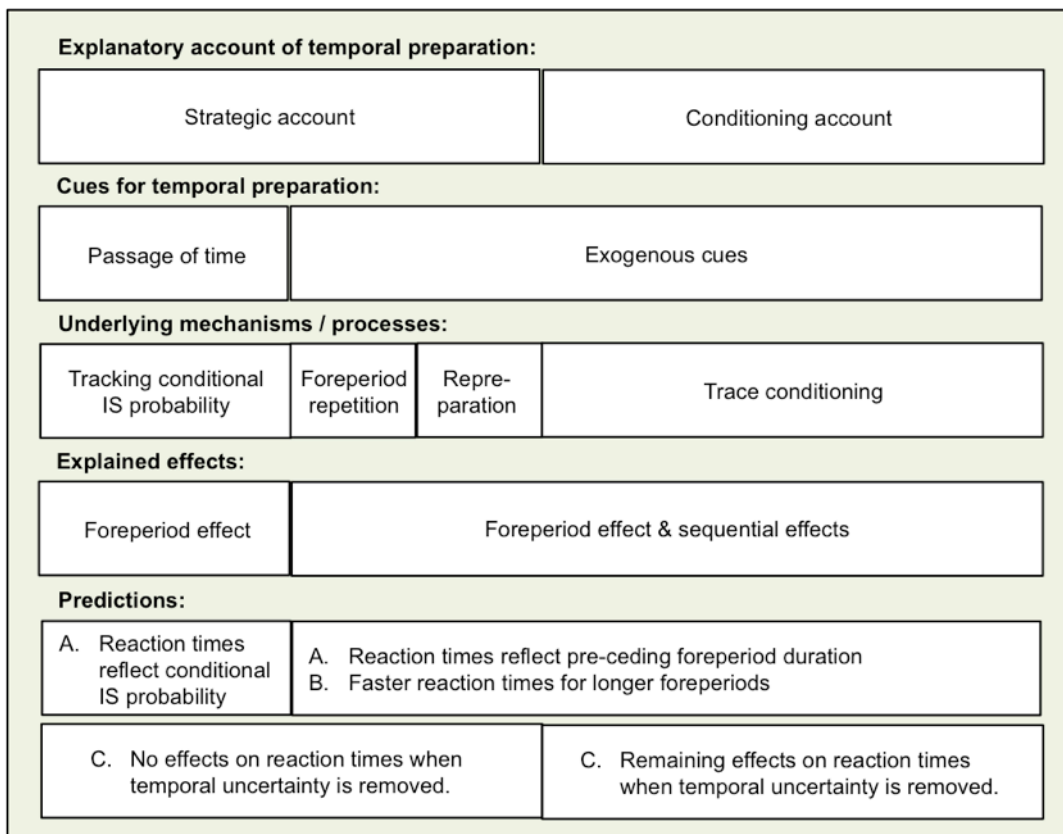 Explanatory account of temporal preparation:
Strategic account
Conditioning account
Cues for temporal preparation:
Passage of time
Exogenous cues
Underlying mechanisms / processes:
Tracking conditional
IS probability
Foreperiod
repetition
Repre-
paration
Trace conditioning
Explained effects:
Foreperiod effect
Foreperiod effect & sequential effects
Predictions:
A. Reaction times
reflect conditional
IS probability
A. Reaction times reflect pre-ceding foreperiod duration
B. Faster reaction times for longer foreperiods
C. No effects on reaction times when
temporal uncertainty is removed.
C. Remaining effects on reaction times
when temporal uncertainty is removed.